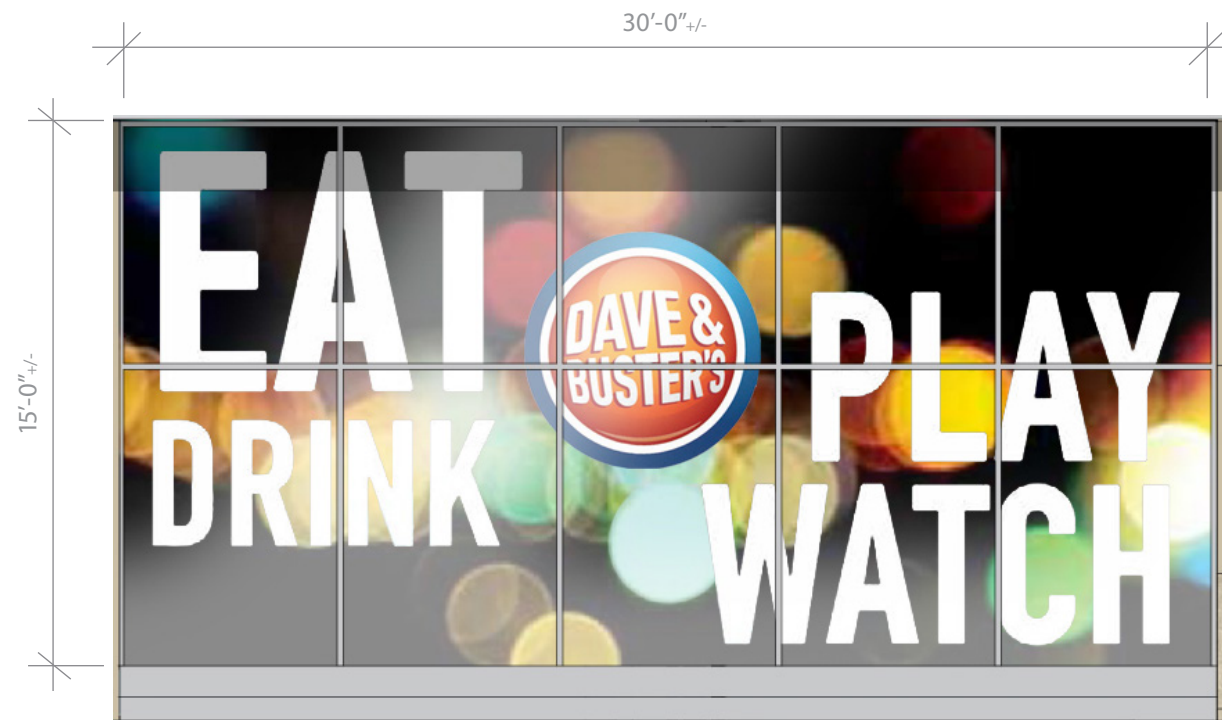 30'-0"+/-
15'-0"+/-
EAT
DRINK
DAVE &
BUSTER'S
PLAY
WATCH